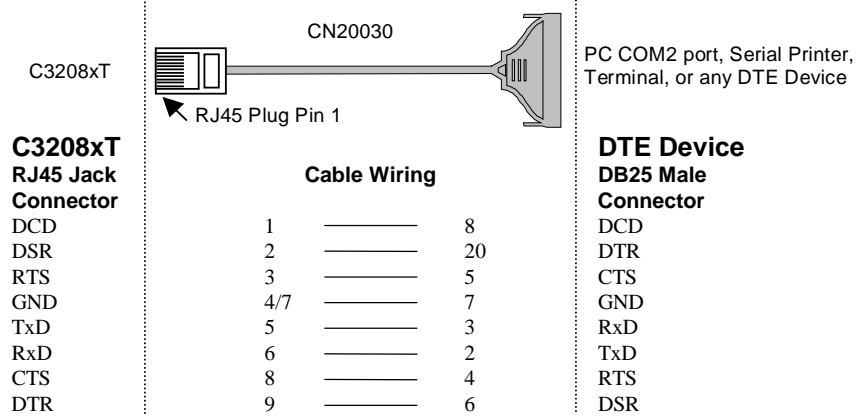 CN20030
C3208xT
PC COM2 port, Serial Printer,
Terminal, or any DTE Device
RJ45 Plug Pin 1
C3208xT DTE Device
RJ45 Jack Cable Wiring DB25 Male
Connector Connector
DCD 1 8 DCD
DSR 2 20 DTR
RTS 3 5 CTS
GND 4/7 7 GND
TxD 5 3 RxD
RxD 6 2 TxD
CTS 8 4 RTS
DTR 9 6 DSR